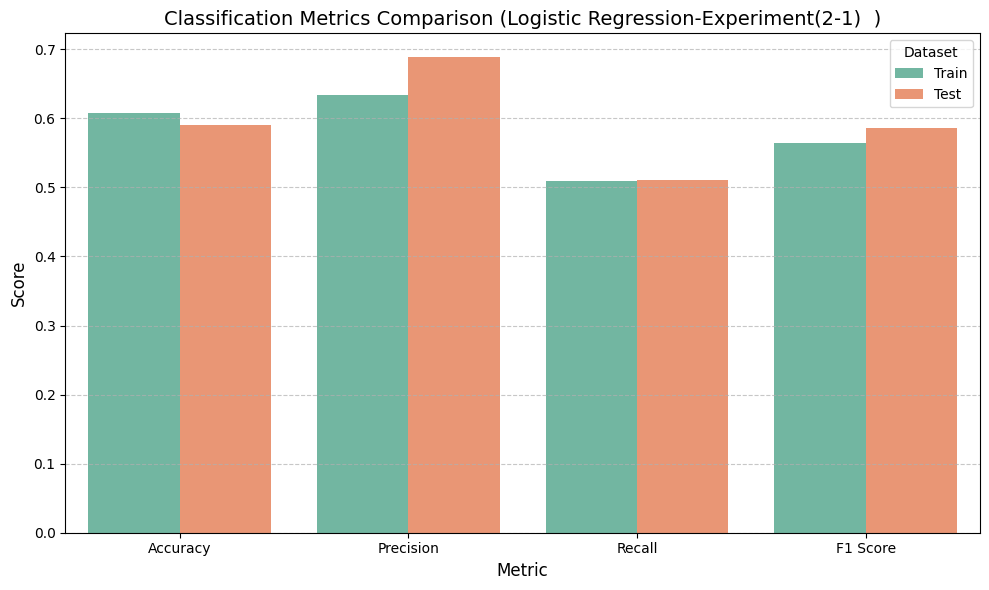 Classification Metrics Comparison (Logistic Regression-Experiment(2-1)  )
Dataset
Train
Test
Score
0.7
0.6
0.5
0.4
0.3
0.2
0.1
0.0
Accuracy
Precision
Recall
F1 Score
Metric